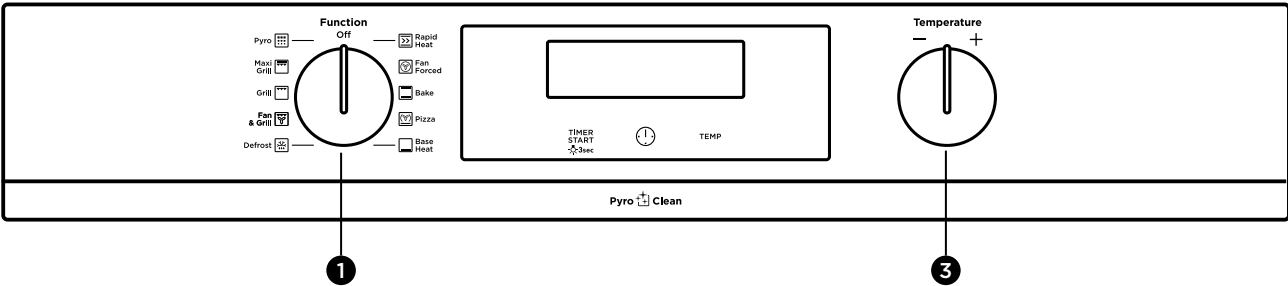 Function
Off
Pyro
Maxi
Grill
Grill
Fan
& Grill
Defrost
Rapid
Heat
Fan
Forced
Bake
Pizza
Base
Heat
TIMER
START
3sec
TEMP
Temperature
− +
Pyro Clean
1
3